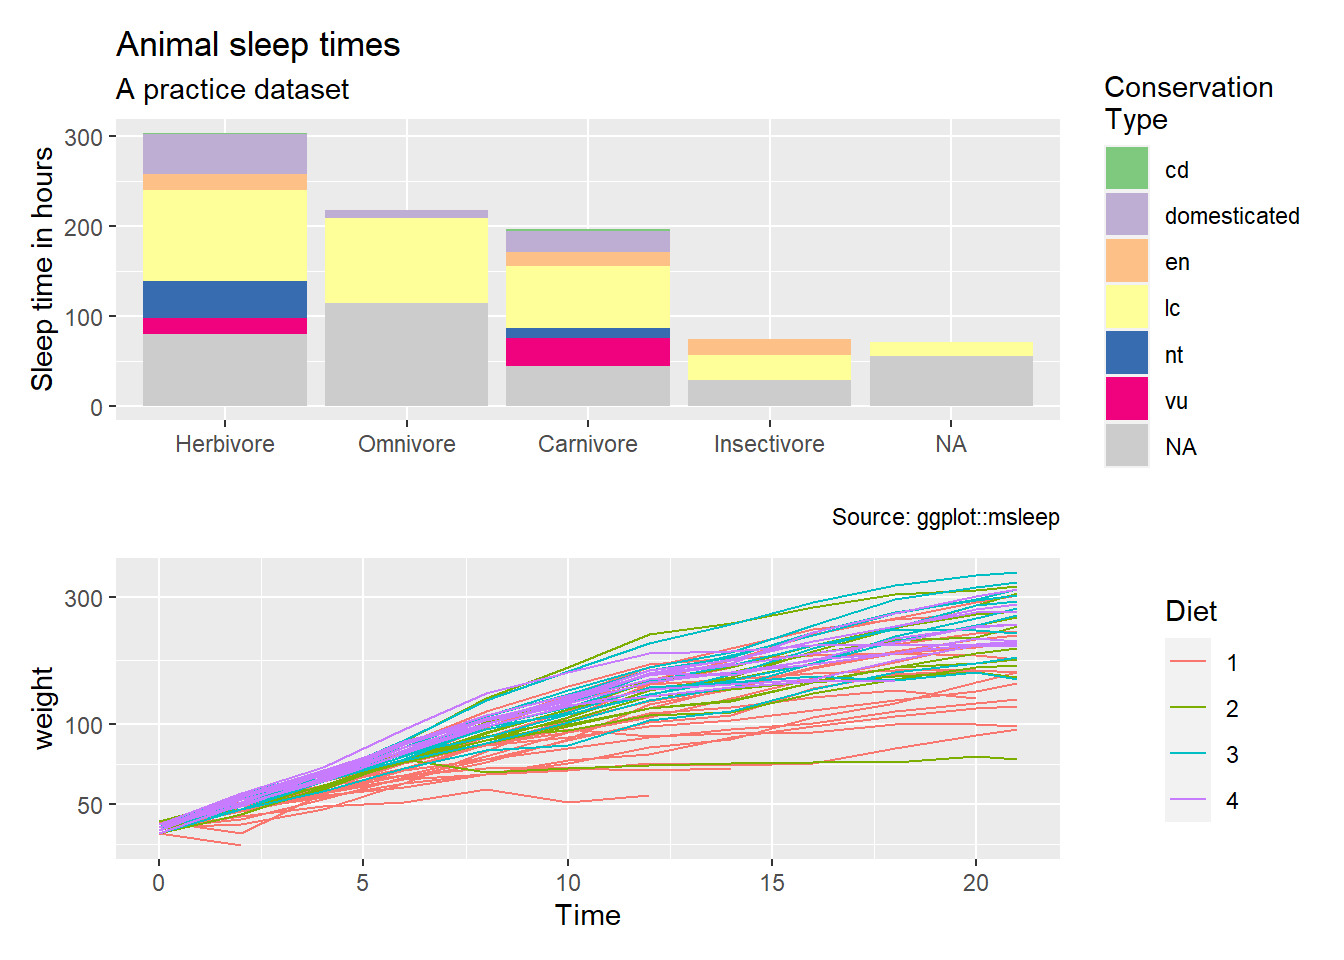 Animal sleep times
A practice dataset
Sleep time in hours
300
200
100
0
Herbivore
Omnivore
Carnivore
Insectivore
NA
Conservation
Type
cd
domesticated
en
lc
nt
vu
NA
Source: ggplot::msleep
weight
300
100
50
0
5
10
15
20
Time
Diet
1
2
3
4